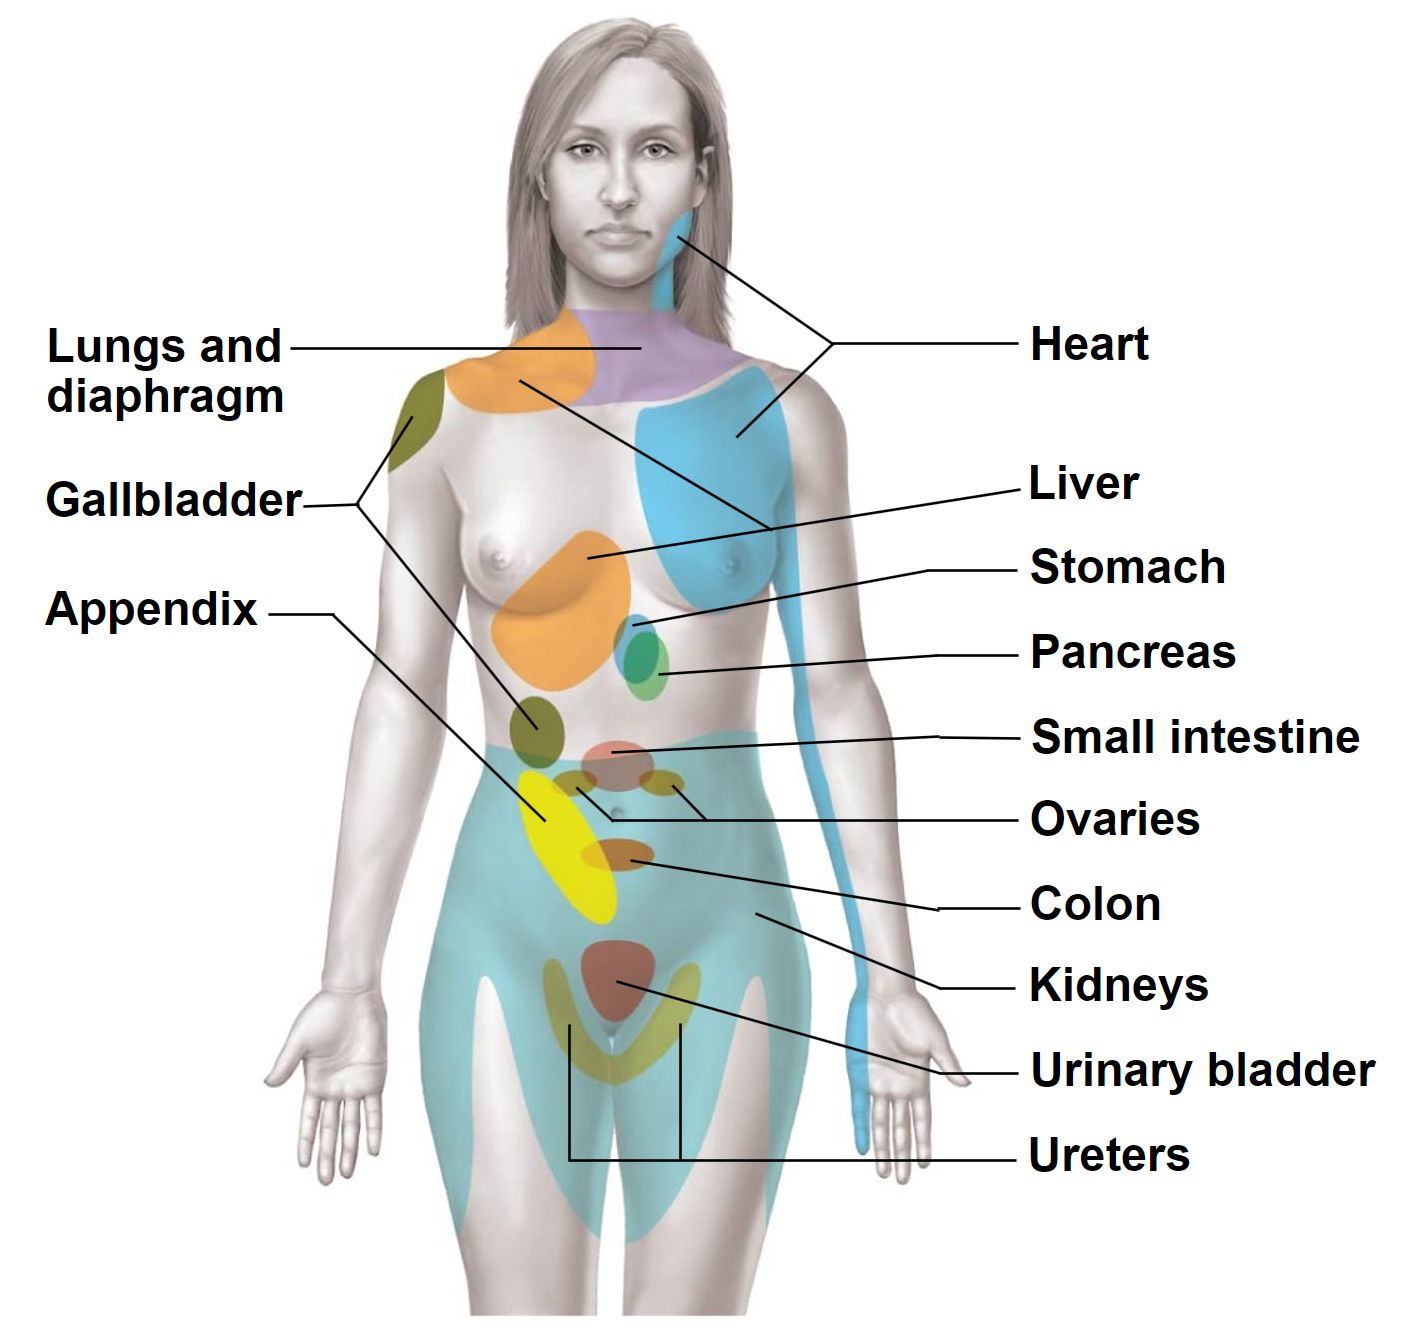 Lungs and
diaphragm
Gallbladder
Appendix
Heart
Liver
Stomach
Pancreas
Small intestine
Ovaries
Colon
Kidneys
Urinary bladder
Ureters